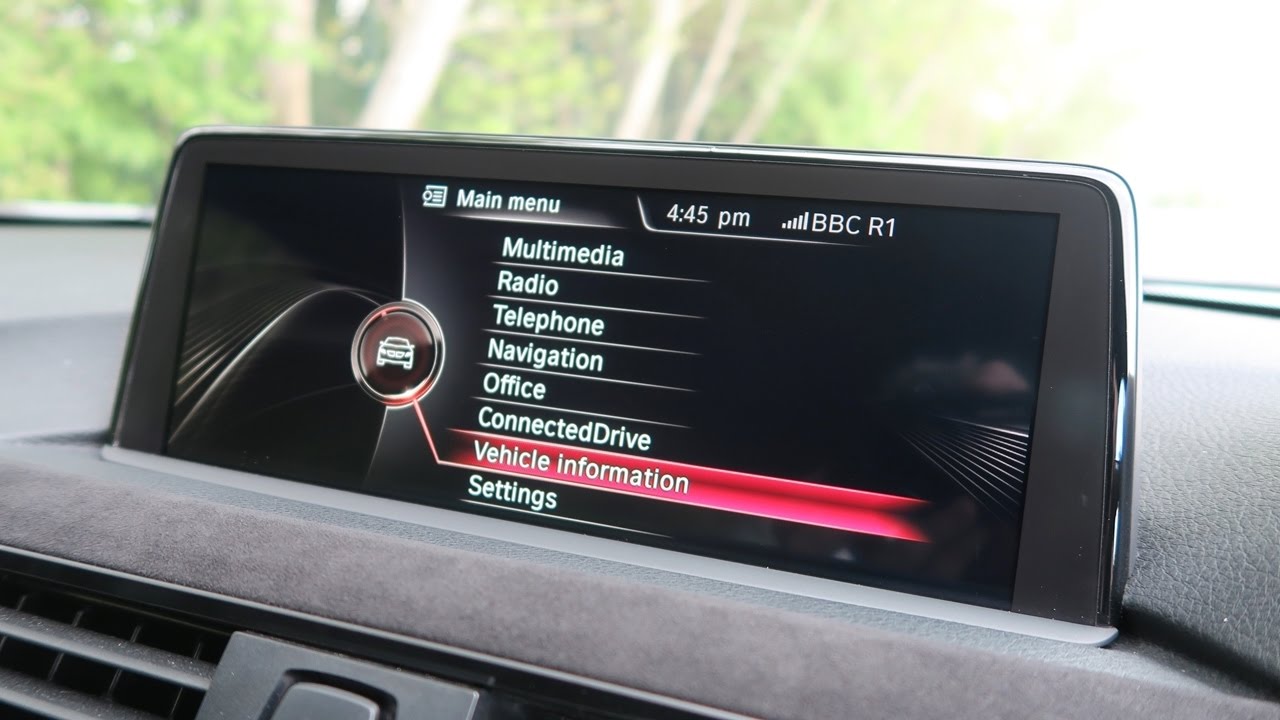 Main menu
4:45 pm
BBC R1
Multimedia
Radio
Telephone
Navigation
Office
ConnectedDrive
Vehicle information
Settings